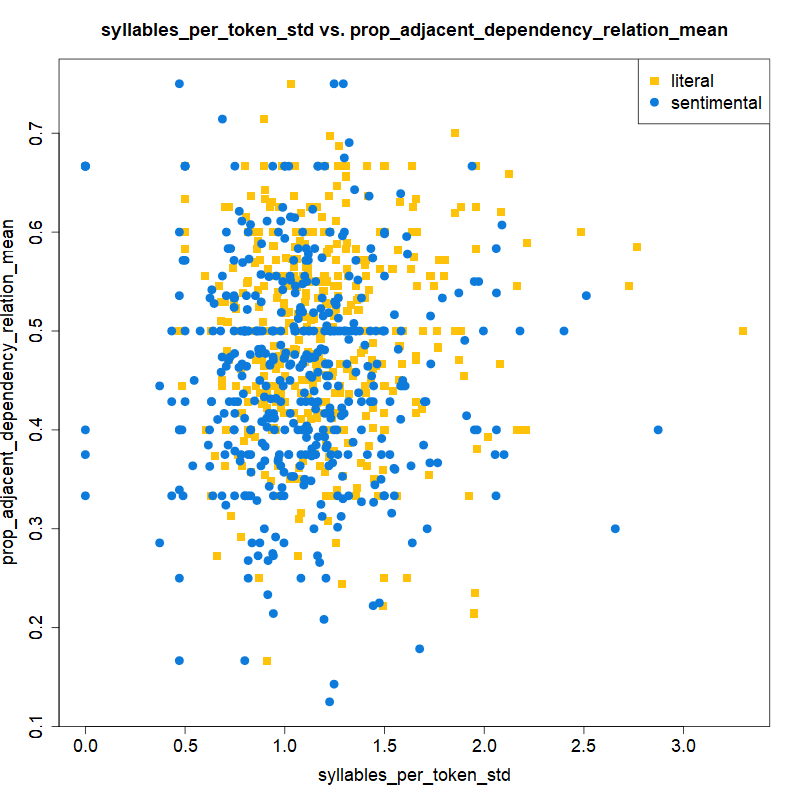 syllables_per_token_std vs. prop_adjacent_dependency_relation_mean
literal
sentimental
prop_adjacent_dependency_relation_mean
0.7
0.6
0.5
0.4
0.3
0.2
0.1
0.0 0.5 1.0 1.5 2.0 2.5 3.0
syllables_per_token_std